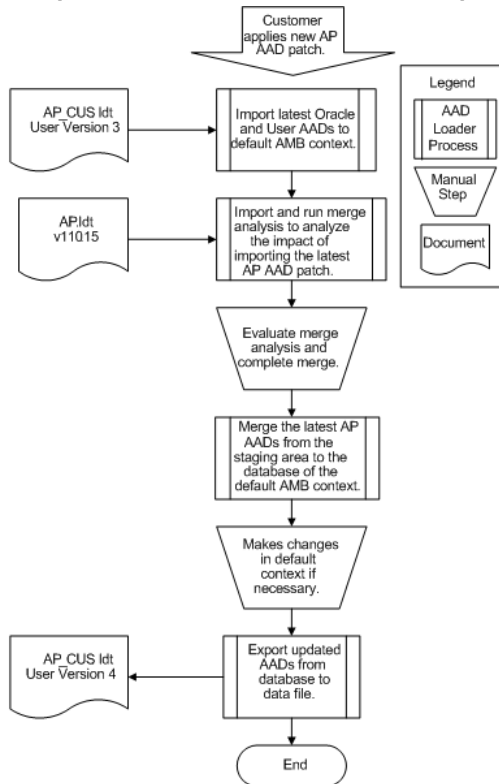 Customer
applies new AP
AAD patch.
AP_CUS ldt
User Version 3
Import latest Oracle
and User AADs to
default AMB context.
Legend
AAD
Loader
Process
Manual
Step
Document
AP.ldt
v110.15
Import and run merge
analysis to analyze
the impact of
importing the latest
AP AAD patch.
Evaluate merge
analysis and
complete merge.
Merge the latest AP
AADs from the
staging area to the
database of the
default AMB context.
Makes changes
in default
context if
necessary.
AP_CUS ldt
User Version 4
Export updated
AADs from
database to
data file.
End